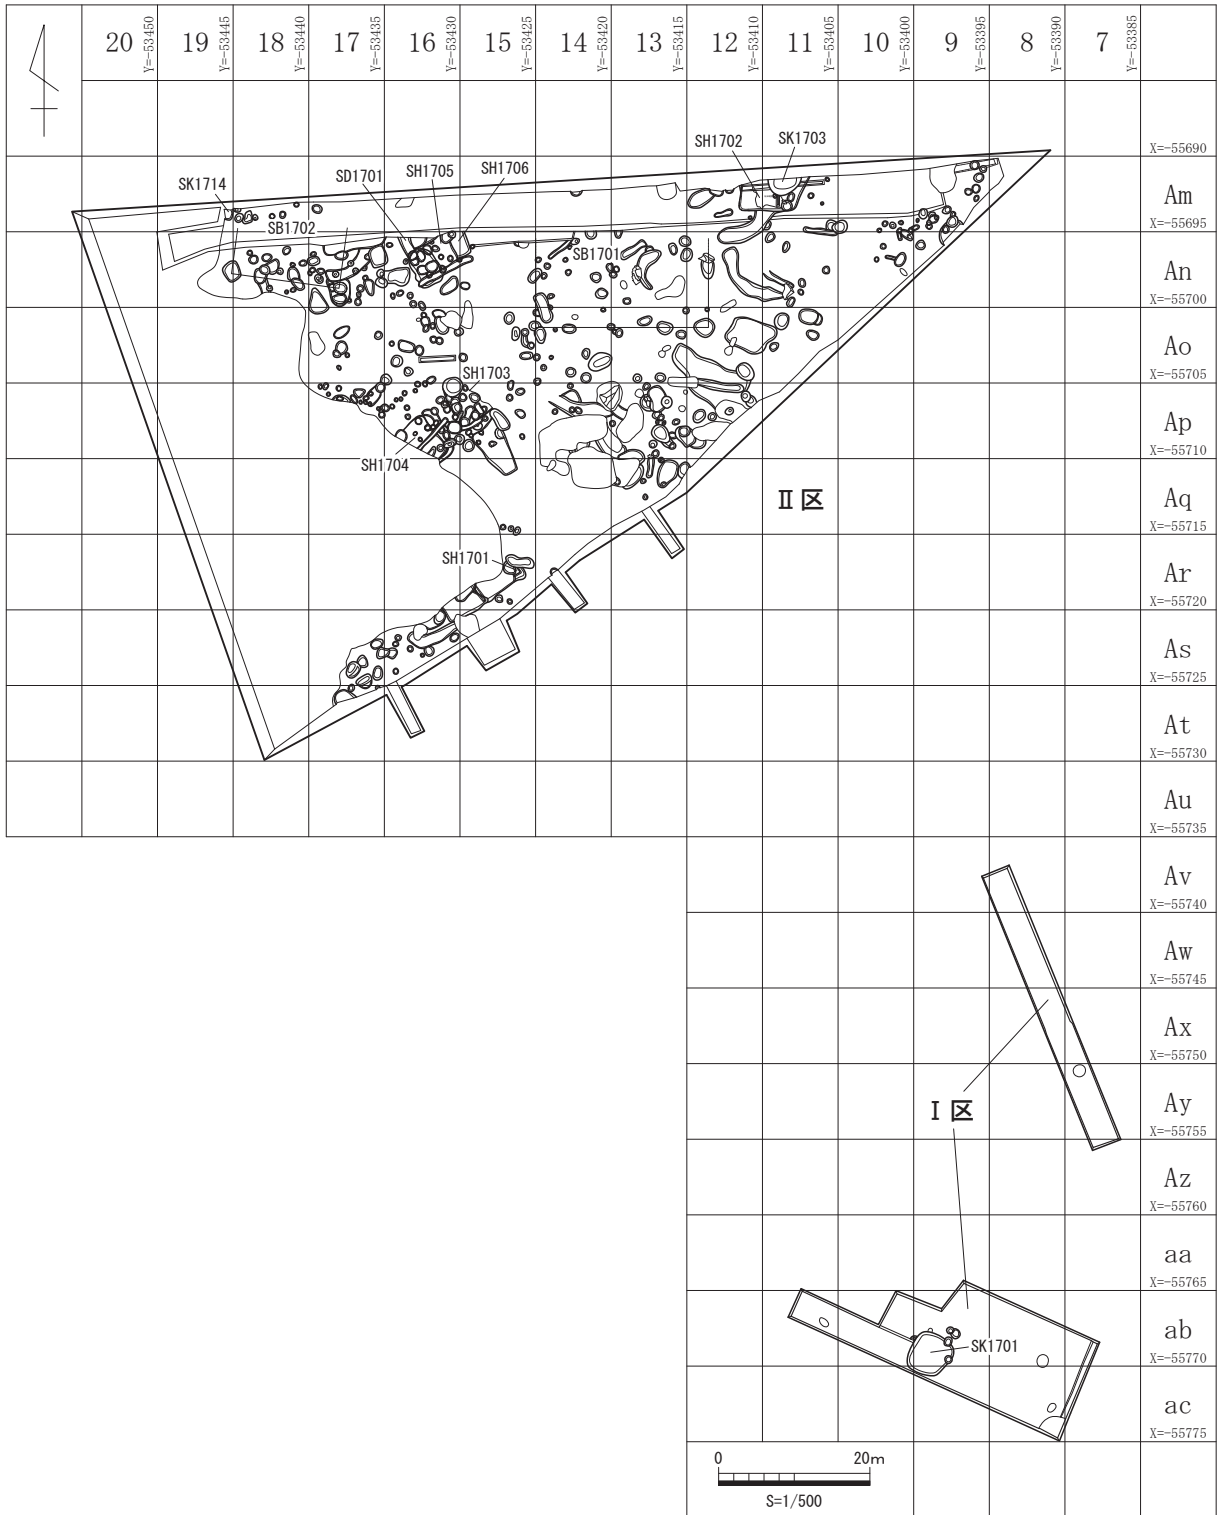 20 Y=-53450 19 Y=-53445 18 Y=-53440 17 Y=-53435 16 Y=-53430 15 Y=-53425 14 Y=-53420 13 Y=-53415 12 Y=-53410 11 Y=-53405 10 Y=-53400 9 Y=-53395 8 Y=-53390 7 Y=-53385
X=-55690
SH1702 SK1703
SK1714 SD1701 SH1705 SH1706
Am
X=-55695
SB1702
SB1701
An
X=-55700
Ao
X=-55705
SH1703
Ap
X=-55710
SH1704
Ⅱ区
Aq
X=-55715
SH1701
Ar
X=-55720
As
X=-55725
At
X=-55730
Au
X=-55735
Av
X=-55740
Aw
X=-55745
Ax
X=-55750
Ⅰ区
Ay
X=-55755
Az
X=-55760
aa
X=-55765
ab
SK1701
X=-55770
ac
X=-55775
0 20m
S=1/500